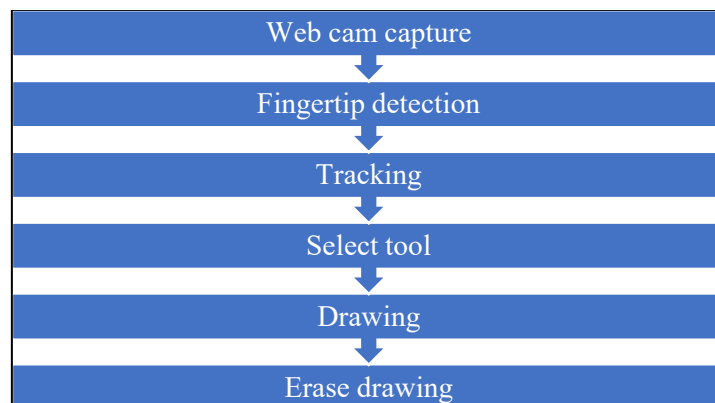 Web cam capture
Fingertip detection
Tracking
Select tool
Drawing
Erase drawing